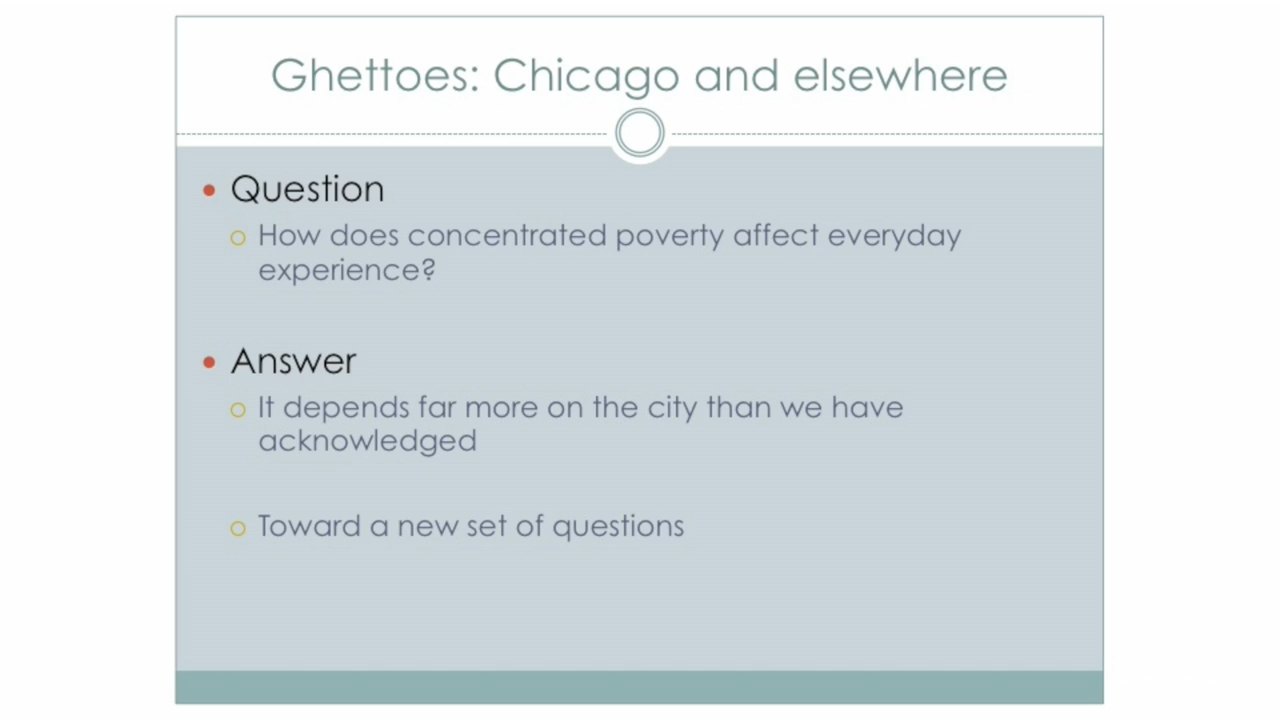 Ghettoes: Chicago and elsewhere
Question
How does concentrated poverty affect everyday
experience?
Answer
It depends far more on the city than we have
acknowledged
Toward a new set of questions